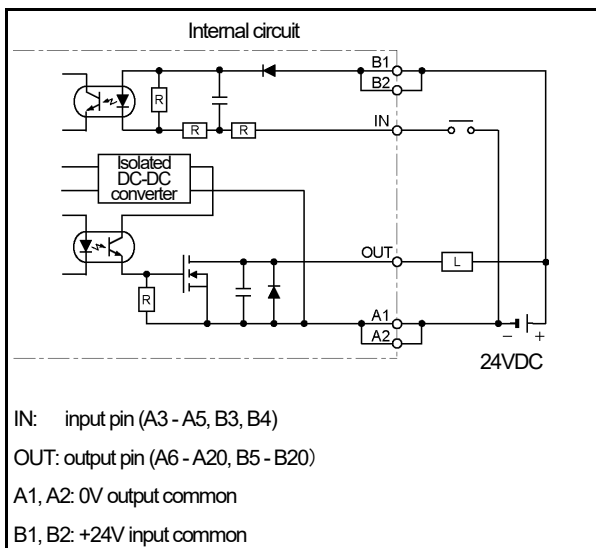 Internal circuit
B1
B2
R
IN
R
R
Isolated
DC-DC
converter
OUT
L
R
A1
A2
− +
24VDC
IN: input pin (A3 - A5, B3, B4)
OUT: output pin (A6 - A20, B5 - B20）
A1, A2: 0V output common
B1, B2: +24V input common